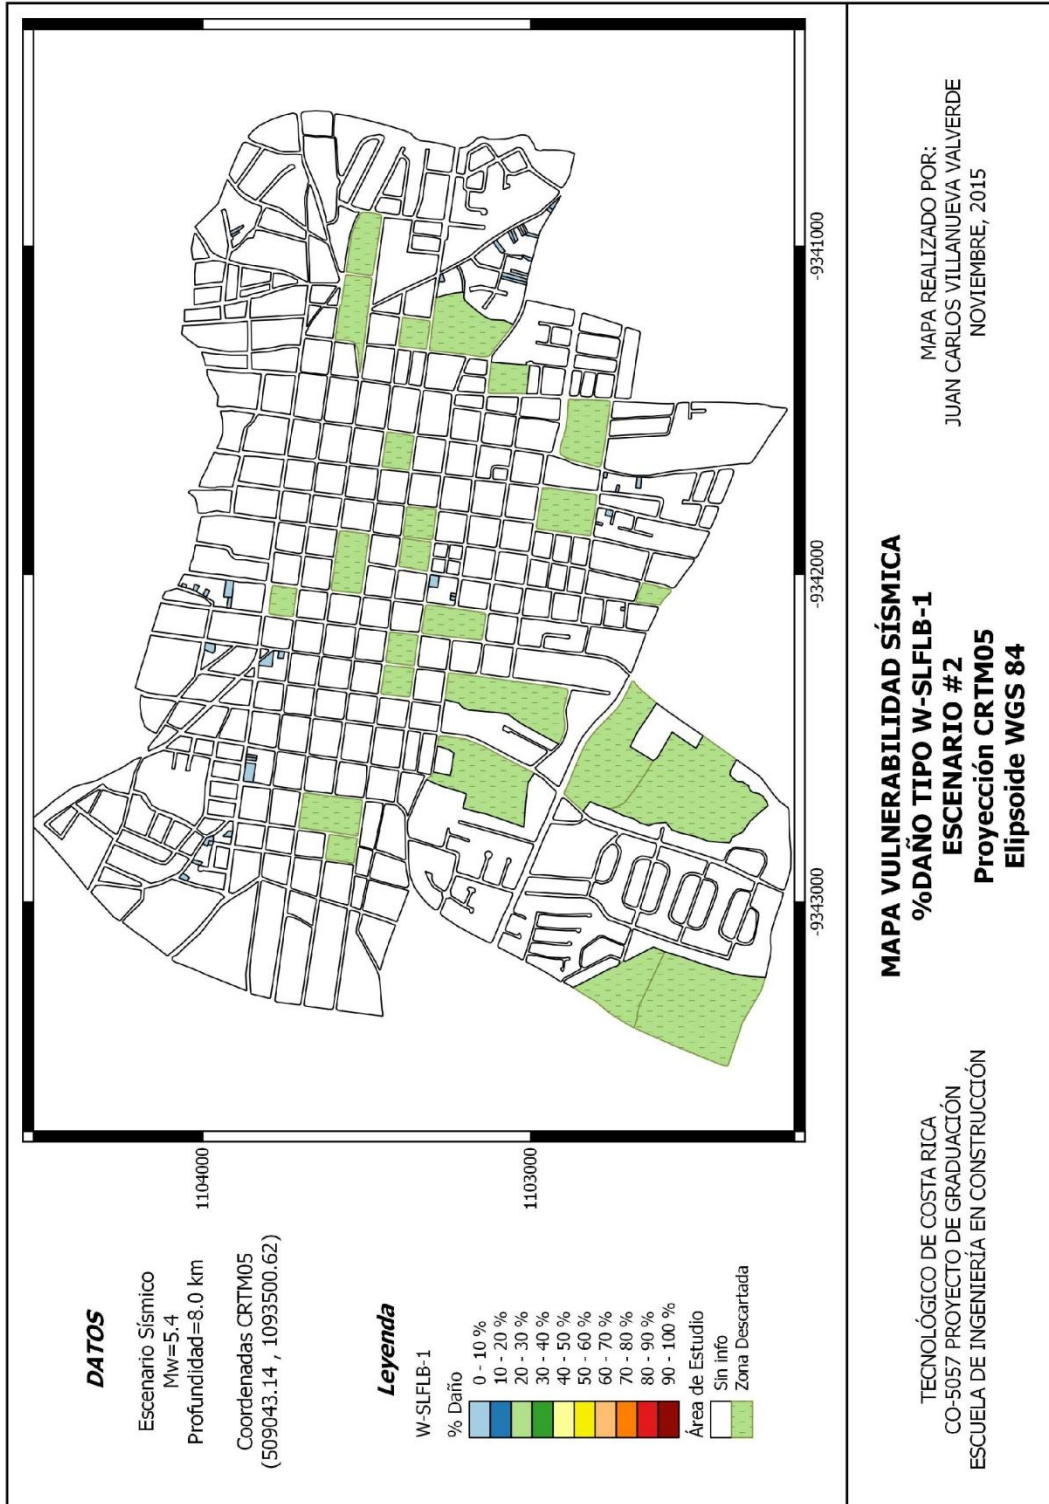 DATOS
Escenario Sísmico
Mw=5.4
Profundidad=8.0 km
Coordenadas CRTM05
(509043.14 , 1093500.62)
Leyenda
W-SLFLB-1
% Daño
0 - 10 %
10 - 20 %
20 - 30 %
30 - 40 %
40 - 50 %
50 - 60 %
60 - 70 %
70 - 80 %
80 - 90 %
90 - 100 %
Área de Estudio
Sin info
Zona Descartada
1104000
1103000
-9343000
-9342000
-9341000
TECNOLÓGICO DE COSTA RICA
CO-5057 PROYECTO DE GRADUACIÓN
ESCUELA DE INGENIERÍA EN CONSTRUCCIÓN
MAPA VULNERABILIDAD SÍSMICA
%DAÑO TIPO W-SLFLB-1
ESCENARIO #2
Proyección CRTM05
Elipsoide WGS 84
MAPA REALIZADO POR:
JUAN CARLOS VILLANUEVA VALVERDE
NOVIEMBRE, 2015